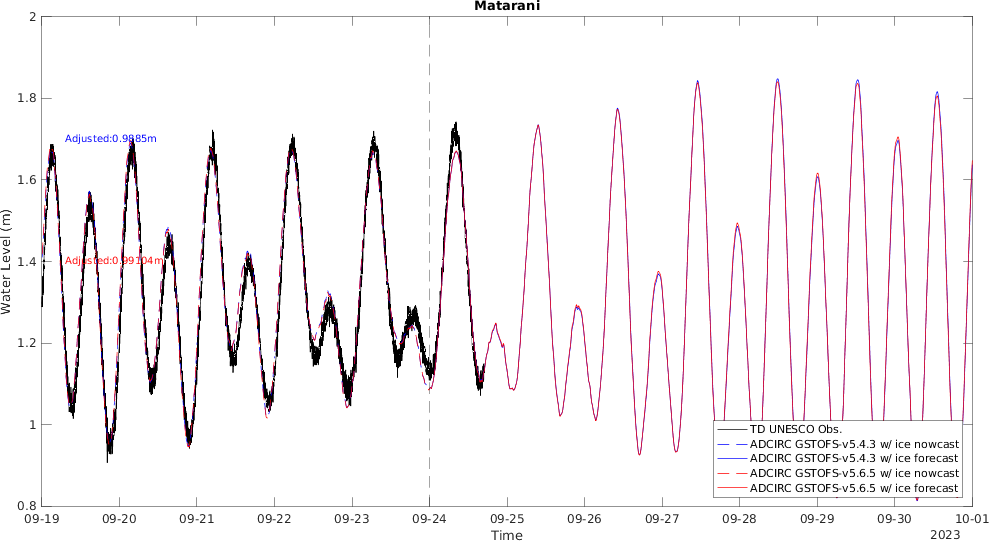 Matarani
2
1.8
1.6
1.4
1.2
1
0.8
Water Level (m)
Adjusted:0.9885m
Adjusted:0.99104m
TD UNESCO Obs.
ADCIRC GSTOFS-v5.4.3 w/ ice nowcast
ADCIRC GSTOFS-v5.4.3 w/ ice forecast
ADCIRC GSTOFS-v5.6.5 w/ ice nowcast
ADCIRC GSTOFS-v5.6.5 w/ ice forecast
09-19 09-20 09-21 09-22 09-23 09-24 09-25 09-26 09-27 09-28 09-29 09-30 10-01
Time
2023